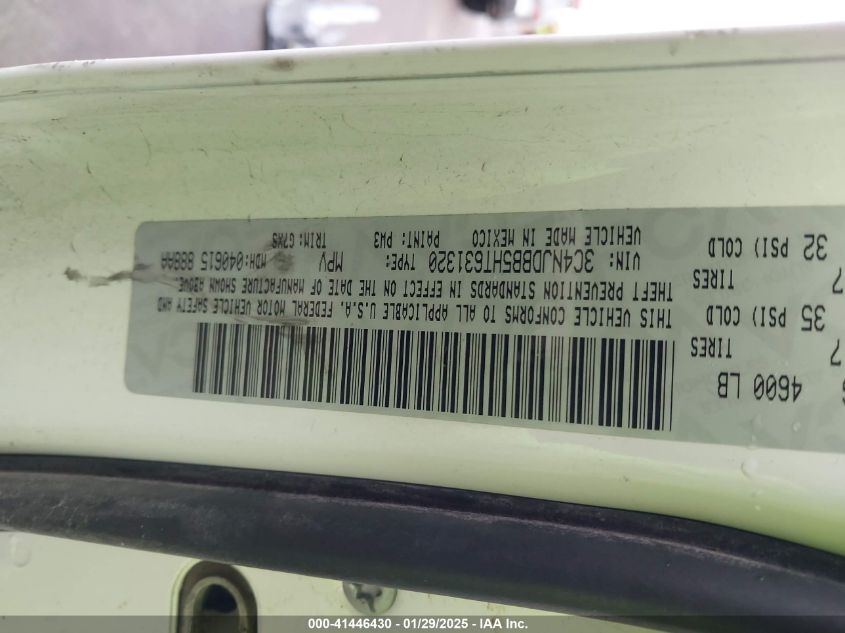 4600 LB
TIRES
35 PSI) COLD
TIRES
32 PSI) COLD
THIS VEHICLE CONFORMS TO ALL APPLICABLE U.S.A. FEDERAL MOTOR VEHICLE SAFETY AND
THEFT PREVENTION STANDARDS IN EFFECT ON THE DATE OF MANUFACTURE SHOWN ABOVE.
VIN: 3C4NJDBB5HT631320 TYPE: MPV MDH:040615 888AA
VEHICLE MADE IN MEXICO PAINT: PW3 TRIM: G7XS
000-41446430 - 01/29/2025 - IAA Inc.